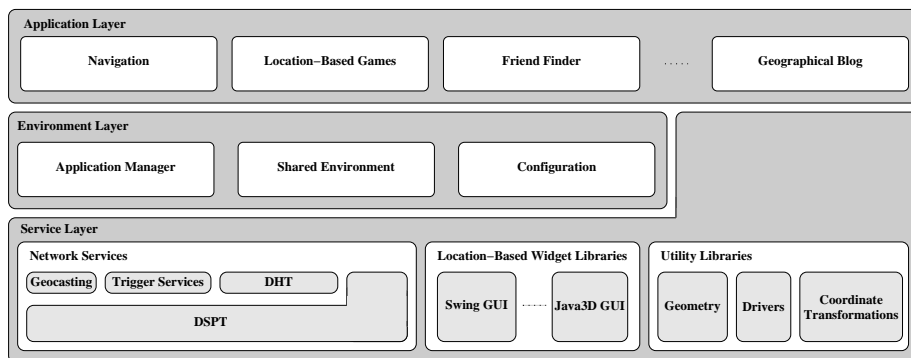 Application Layer
Navigation
Location−Based Games
Friend Finder
. . . . .
Geographical Blog
Environment Layer
Application Manager
Shared Environment
Configuration
Service Layer
Network Services
Geocasting
Trigger Services
DHT
DSPT
Location−Based Widget Libraries
Swing GUI
......
Java3D GUI
Utility Libraries
Geometry
Drivers
Coordinate
Transformations